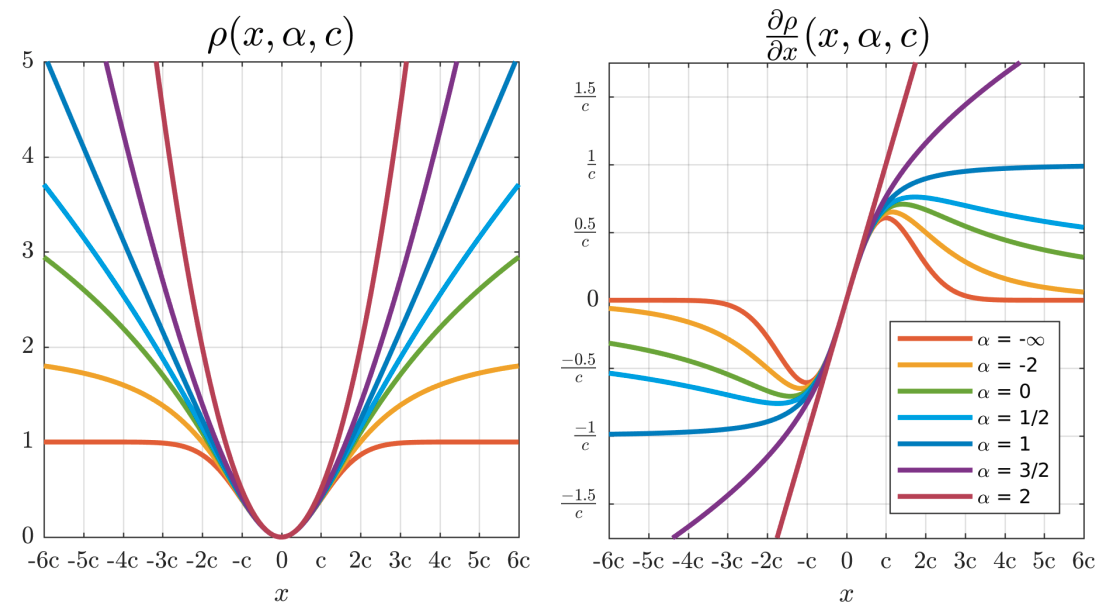 ρ(x, α, c)
5
4
3
2
1
0
-6c -5c -4c -3c -2c -c 0 c 2c 3c 4c 5c 6c
x
∂ρ/∂x (x, α, c)
1.5/c
1/c
0.5/c
0
-0.5/c
-1/c
-1.5/c
-6c -5c -4c -3c -2c -c 0 c 2c 3c 4c 5c 6c
x
α = -∞
α = -2
α = 0
α = 1/2
α = 1
α = 3/2
α = 2